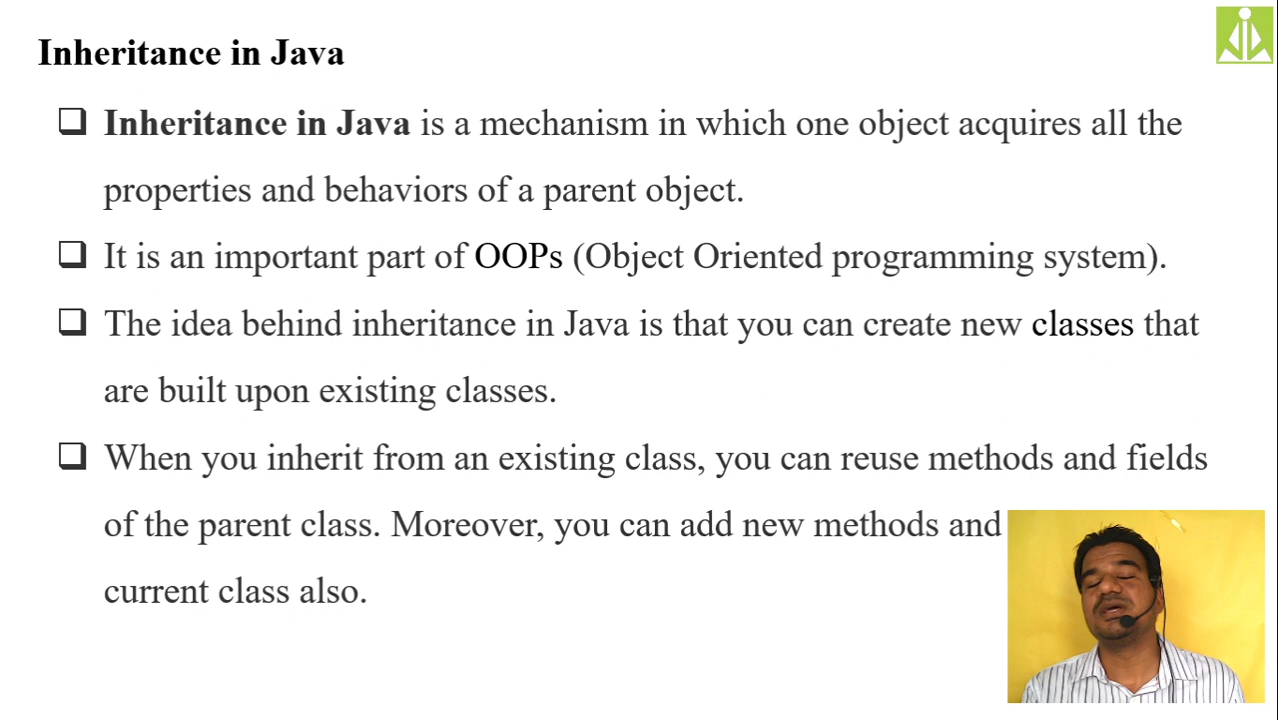 Inheritance in Java
Inheritance in Java is a mechanism in which one object acquires all the
properties and behaviors of a parent object.
It is an important part of OOPs (Object Oriented programming system).
The idea behind inheritance in Java is that you can create new classes that
are built upon existing classes.
When you inherit from an existing class, you can reuse methods and fields
of the parent class. Moreover, you can add new methods and
current class also.